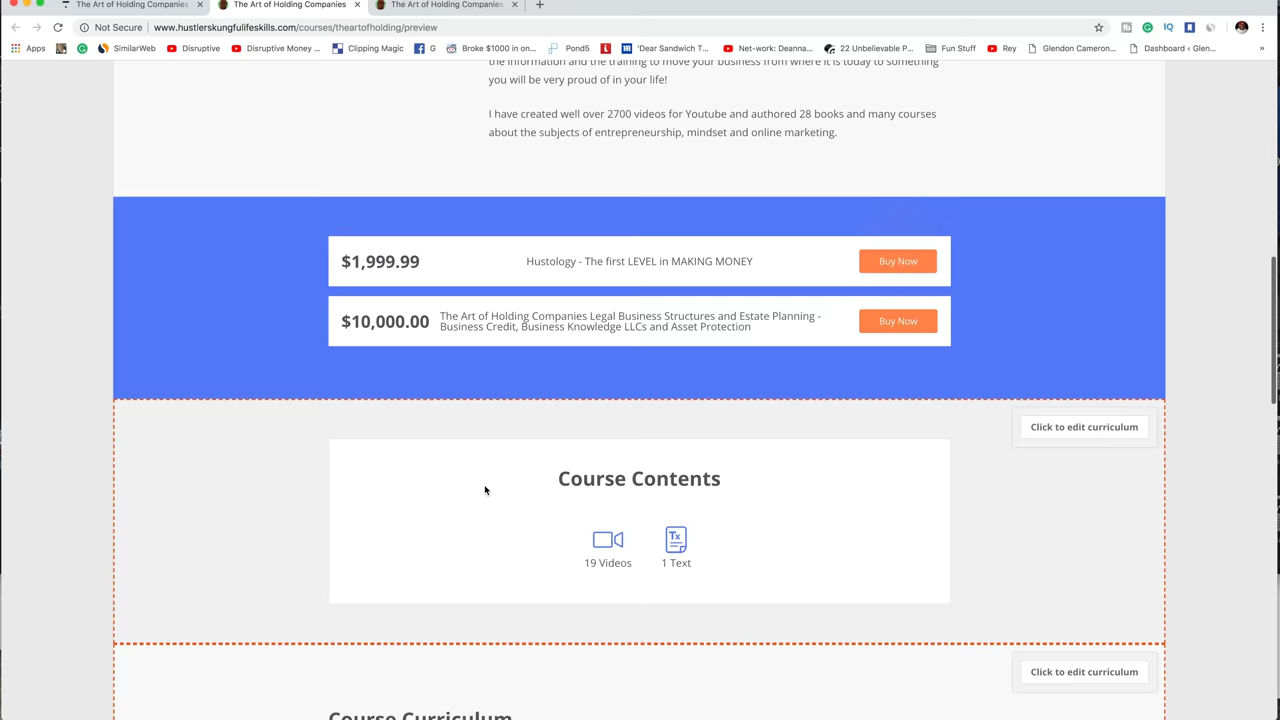 The Art of Holding Companies
The Art of Holding Companies
The Art of Holding Companies
Not Secure
www.hustlerskungfulifeskills.com/courses/theartofholding/preview
Apps
SimilarWeb
Disruptive
Disruptive Money ...
Clipping Magic
G
Broke $1000 in on...
Pond5
'Dear Sandwich T...
Net-work: Deanna...
22 Unbelievable P...
Fun Stuff
Rey
Glendon Cameron...
Dashboard ‹ Glen...
the information and the training to move your business from where it is today to something
you will be very proud of in your life!
I have created well over 2700 videos for Youtube and authored 28 books and many courses
about the subjects of entrepreneurship, mindset and online marketing.
$1,999.99
Hustology - The first LEVEL in MAKING MONEY
Buy Now
$10,000.00
The Art of Holding Companies Legal Business Structures and Estate Planning -
Business Credit, Business Knowledge LLCs and Asset Protection
Buy Now
Click to edit curriculum
Course Contents
Tx
19 Videos
1 Text
Click to edit curriculum
Course Curriculum